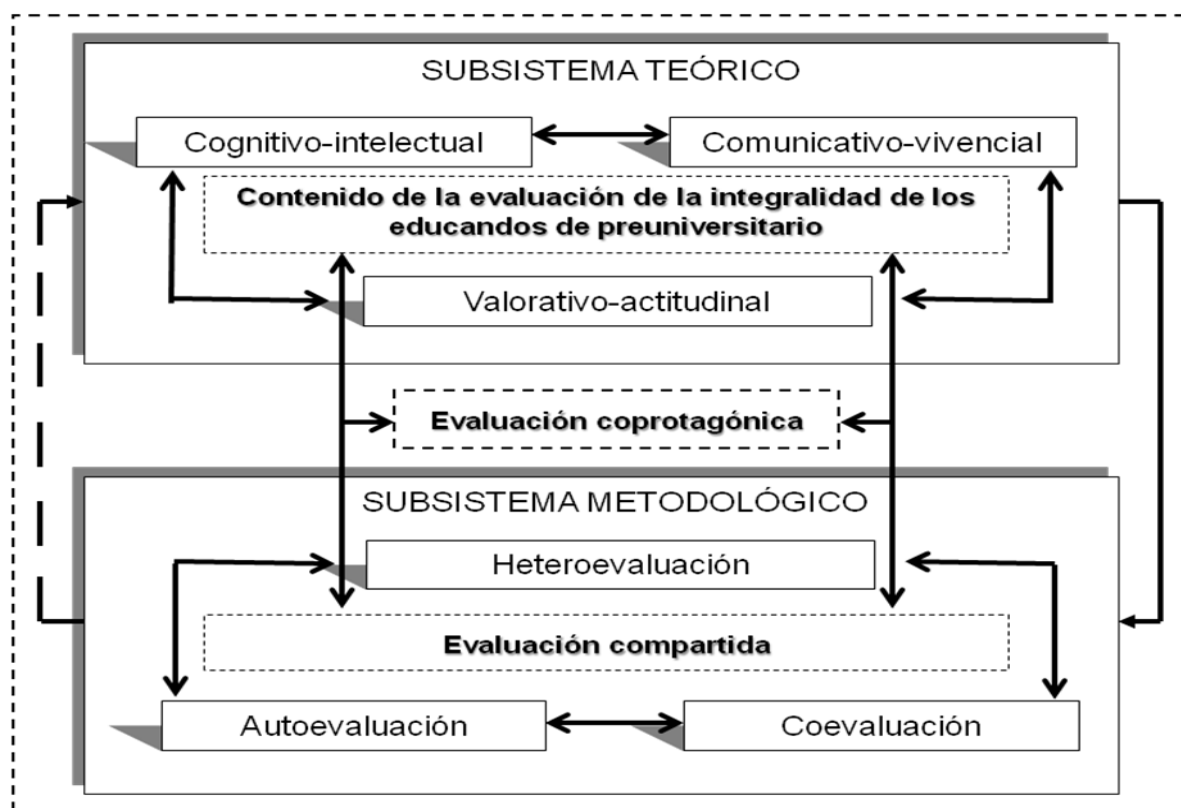 SUBSISTEMA TEÓRICO
Cognitivo-intelectual
Comunicativo-vivencial
Contenido de la evaluación de la integralidad de los
educandos de preuniversitario
Valorativo-actitudinal
Evaluación coprotagónica
SUBSISTEMA METODOLÓGICO
Heteroevaluación
Evaluación compartida
Autoevaluación
Coevaluación